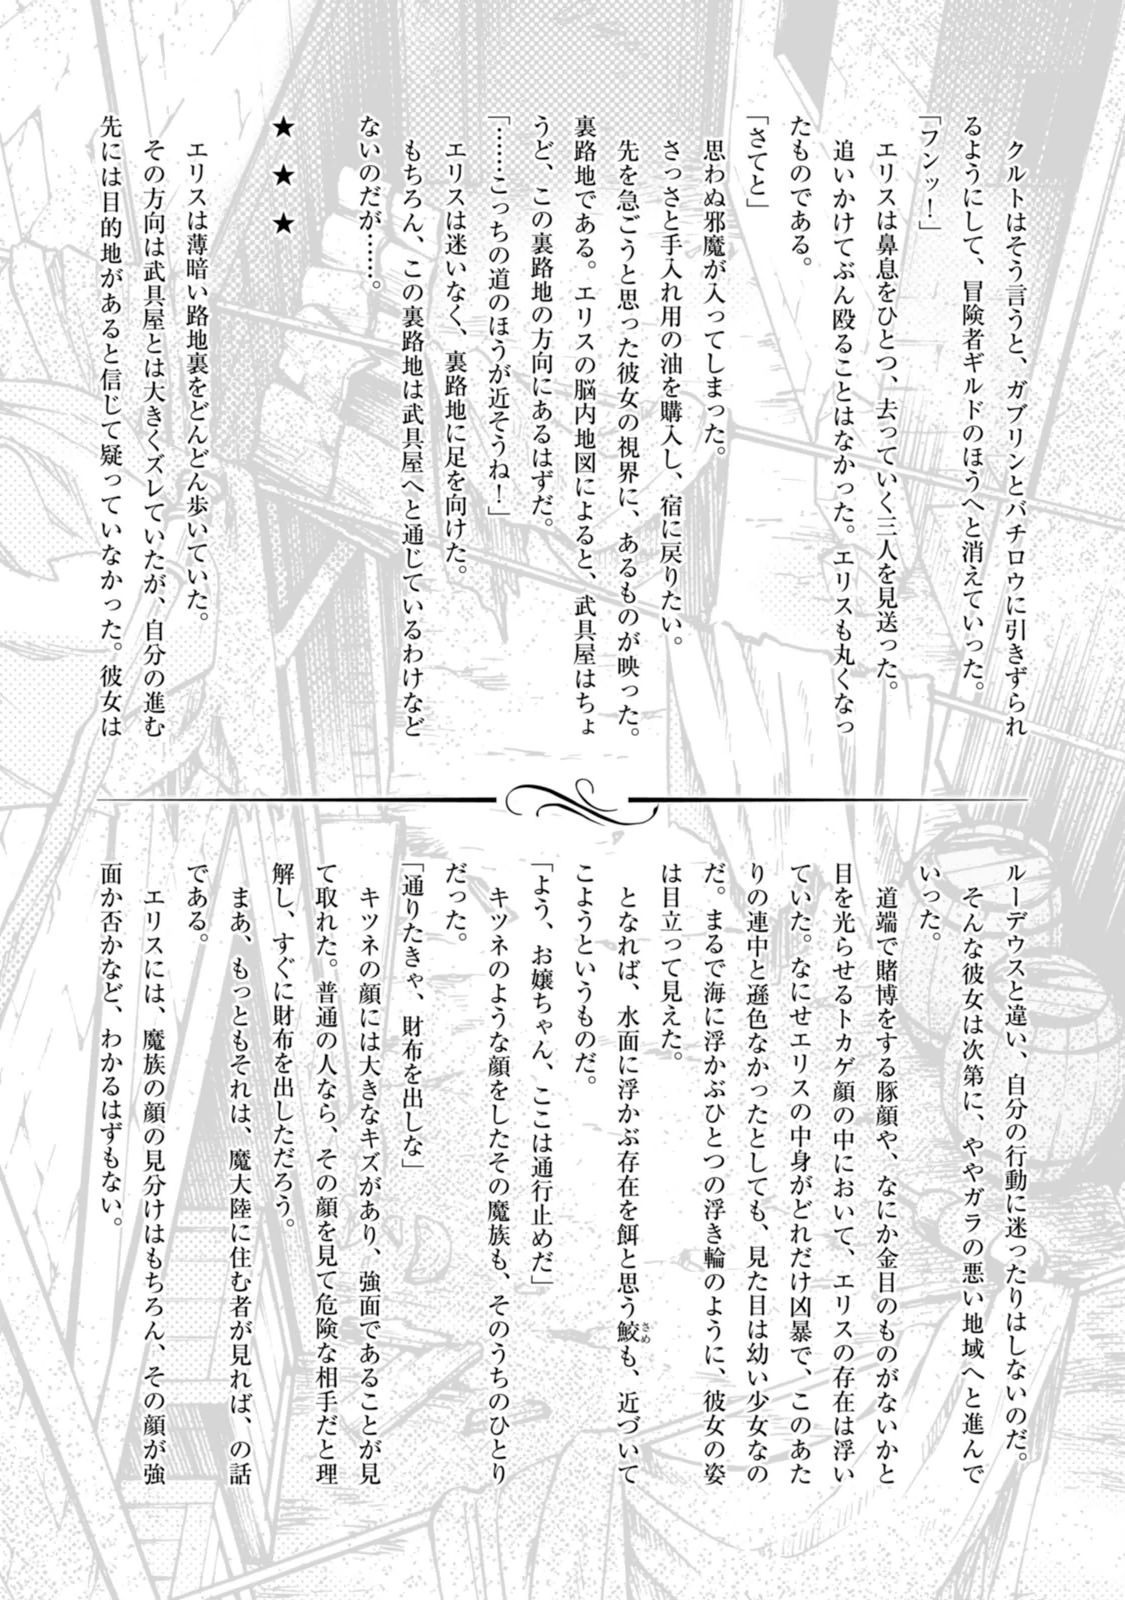 クルトはそう言うと、ガブリンとバチロウに引きずられ
るようにして、冒険者ギルドのほうへと消えていった。
「フンッ！」
エリスは鼻息をひとつ、去っていく三人を見送った。
追いかけてぶん殴ることはなかった。エリスも丸くなっ
たものである。
「さてと」
思わぬ邪魔が入ってしまった。
さっさと手入れ用の油を購入し、宿に戻りたい。
先を急ごうと思った彼女の視界に、あるものが映った。
裏路地である。エリスの脳内地図によると、武具屋はちょ
うど、この裏路地の方向にあるはずだ。
「……こっちの道のほうが近そうね！」
エリスは迷いなく、裏路地に足を向けた。
もちろん、この裏路地は武具屋へと通じているわけなど
ないのだが……。
★　★　★
エリスは薄暗い路地裏をどんどん歩いていた。
その方向は武具屋とは大きくズレていたが、自分の進む
先には目的地があると信じて疑っていなかった。彼女は
ルーデウスと違い、自分の行動に迷ったりはしないのだ。
そんな彼女は次第に、ややガラの悪い地域へと進んで
いった。
道端で賭博をする豚顔や、なにか金目のものがないかと
目を光らせるトカゲ顔の中において、エリスの存在は浮い
ていた。なにせエリスの中身がどれだけ凶暴で、このあた
りの連中と遜色なかったとしても、見た目は幼い少女なの
だ。まるで海に浮かぶひとつの浮き輪のように、彼女の姿
は目立って見えた。
となれば、水面に浮かぶ存在を餌と思う鮫さめも、近づいて
こようというものだ。
「よう、お嬢ちゃん、ここは通行止めだ」
キツネのような顔をしたその魔族も、そのうちのひとり
だった。
「通りたきゃ、財布を出しな」
キツネの顔には大きなキズがあり、強面であることが見
て取れた。普通の人なら、その顔を見て危険な相手だと理
解し、すぐに財布を出しただろう。
まあ、もっともそれは、魔大陸に住む者が見れば、の話
である。
エリスには、魔族の顔の見分けはもちろん、その顔が強
面か否かなど、わかるはずもない。